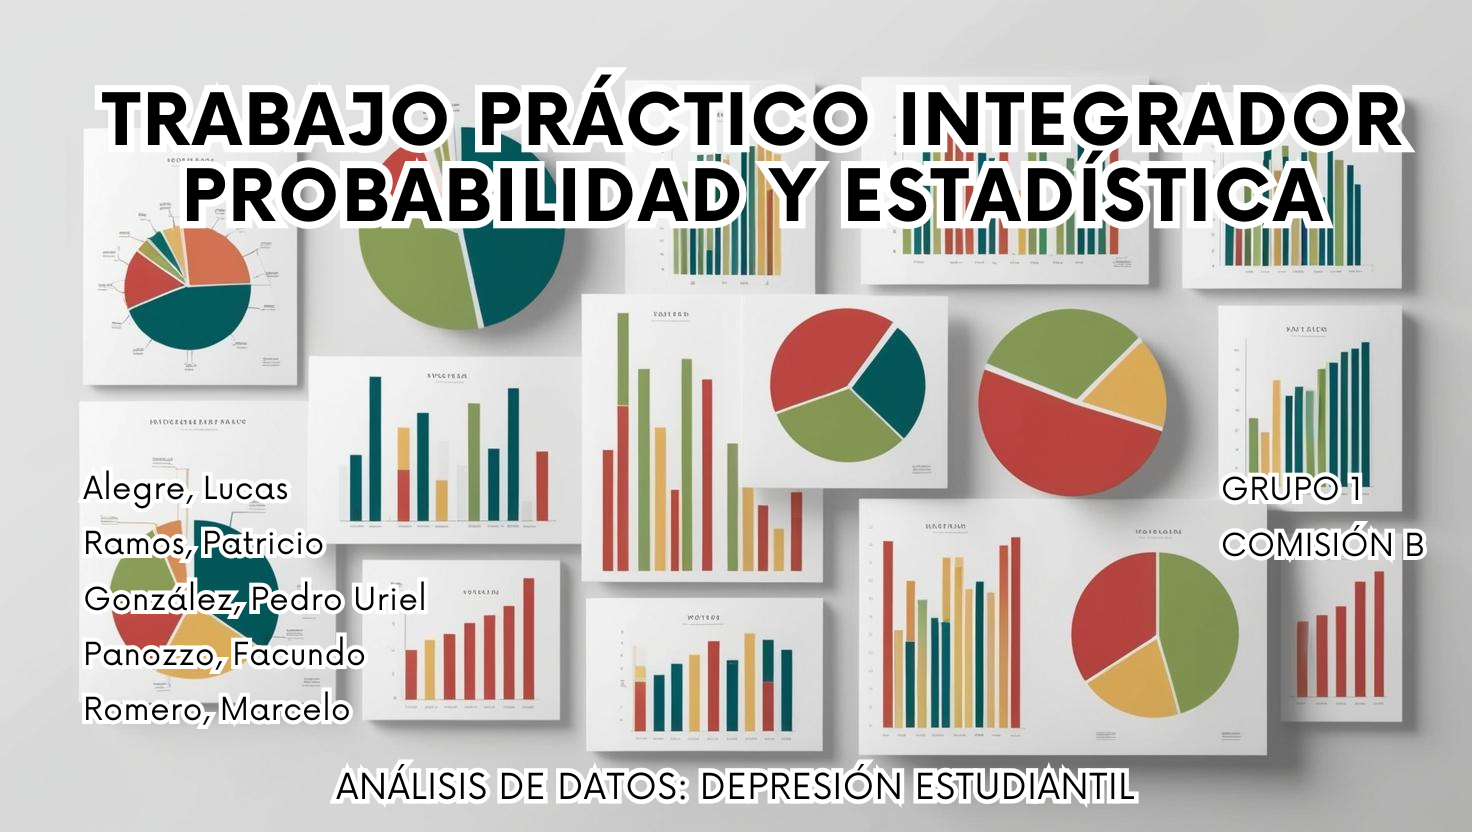 TRABAJO PRÁCTICO INTEGRADOR
PROBABILIDAD Y ESTADÍSTICA
Alegre, Lucas
Ramos, Patricio
González, Pedro Uriel
Panozzo, Facundo
Romero, Marcelo
GRUPO 1
COMISIÓN B
ANÁLISIS DE DATOS: DEPRESIÓN ESTUDIANTIL